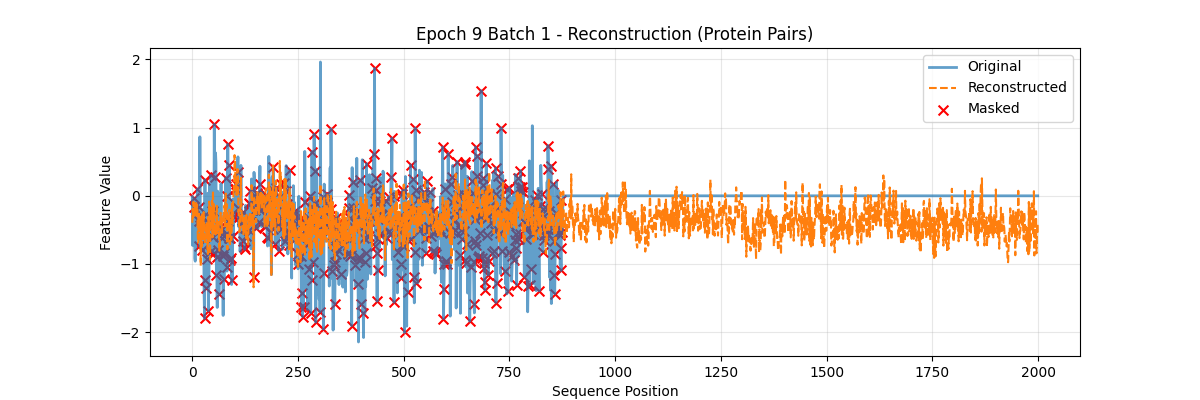 Epoch 9 Batch 1 - Reconstruction (Protein Pairs)
Original
Reconstructed
Masked
2
1
0
−1
−2
Feature Value
0
250
500
750
1000
1250
1500
1750
2000
Sequence Position